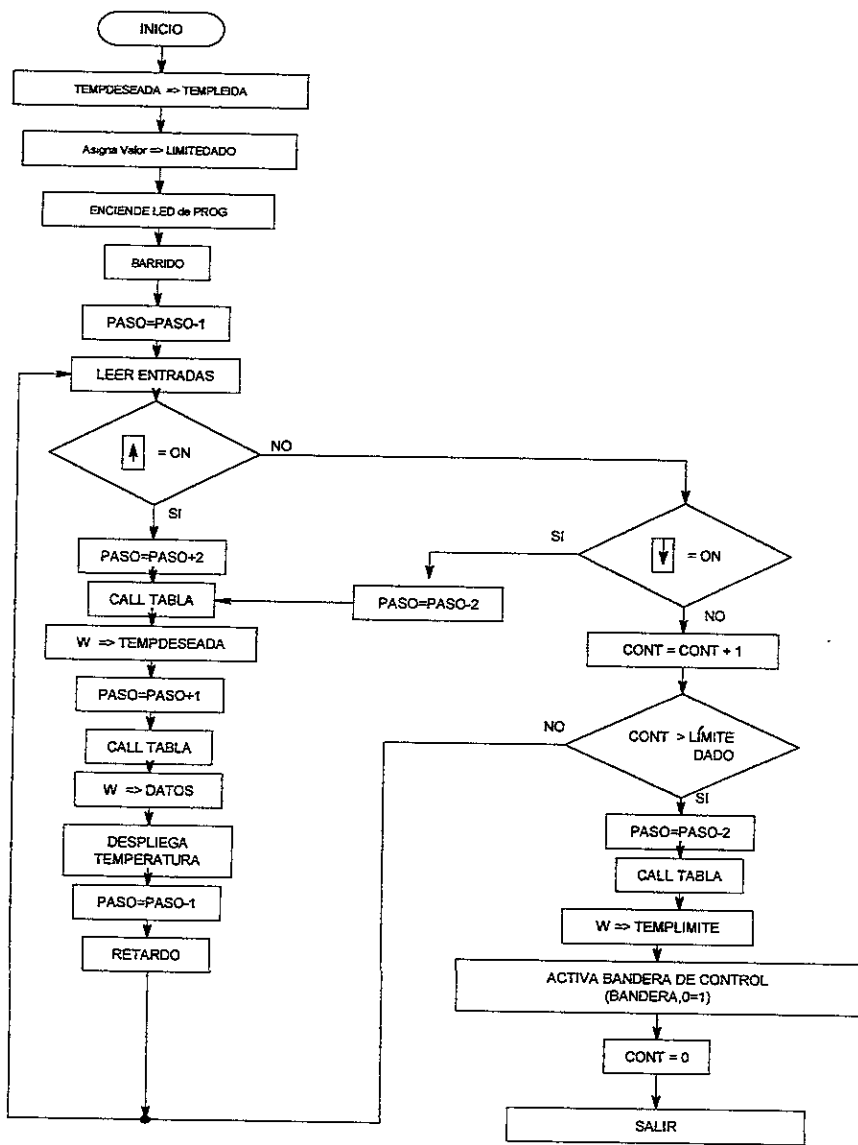 INICIO
TEMPDESEADA => TEMPLEIDA
Asigna Valor => LIMITEDADO
ENCIENDE LED de PROG
BARRIDO
PASO=PASO-1
LEER ENTRADAS
= ON
NO
SI
PASO=PASO+2
CALL TABLA
W => TEMPDESEADA
PASO=PASO+1
CALL TABLA
W => DATOS
DESPLIEGA
TEMPERATURA
PASO=PASO-1
RETARDO
= ON
SI
PASO=PASO-2
NO
CONT = CONT + 1
CONT > LÍMITE
DADO
NO
SI
PASO=PASO-2
CALL TABLA
W => TEMPLIMITE
ACTIVA BANDERA DE CONTROL
(BANDERA,0=1)
CONT = 0
SALIR